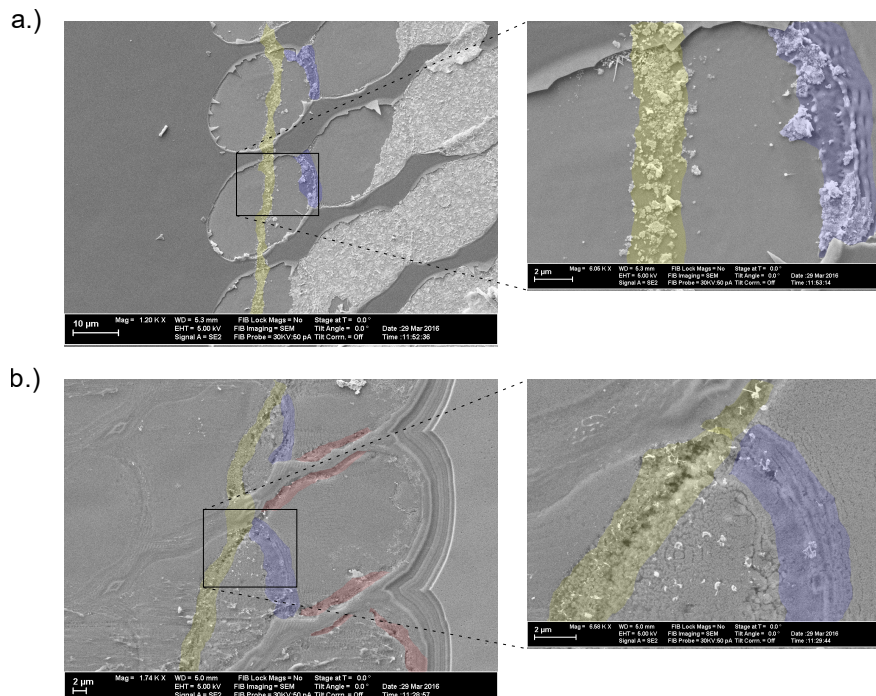 a.)
10 µm
Mag = 1.20 K X WD = 5.3 mm FIB Lock Mags = No Stage at T = 0.0 °
EHT = 5.00 kV FIB Imaging = SEM Tilt Angle = 0.0 ° Date :29 Mar 2016
Signal A = SE2 FIB Probe = 30KV:50 pA Tilt Corrn. = Off Time :11:52:36
2 µm
Mag = 6.05 K X WD = 5.3 mm FIB Lock Mags = No Stage at T = 0.0 °
EHT = 5.00 kV FIB Imaging = SEM Tilt Angle = 0.0 ° Date :29 Mar 2016
Signal A = SE2 FIB Probe = 30KV:50 pA Tilt Corrn. = Off Time :11:53:14
b.)
2 µm
Mag = 1.74 K X WD = 5.0 mm FIB Lock Mags = No Stage at T = 0.0 °
EHT = 5.00 kV FIB Imaging = SEM Tilt Angle = 0.0 ° Date :29 Mar 2016
Signal A = SE2 FIB Probe = 30KV:50 pA Tilt Corrn. = Off Time :11:26:57
2 µm
Mag = 6.58 K X WD = 5.0 mm FIB Lock Mags = No Stage at T = 0.0 °
EHT = 5.00 kV FIB Imaging = SEM Tilt Angle = 0.0 ° Date :29 Mar 2016
Signal A = SE2 FIB Probe = 30KV:50 pA Tilt Corrn. = Off Time :11:29:44